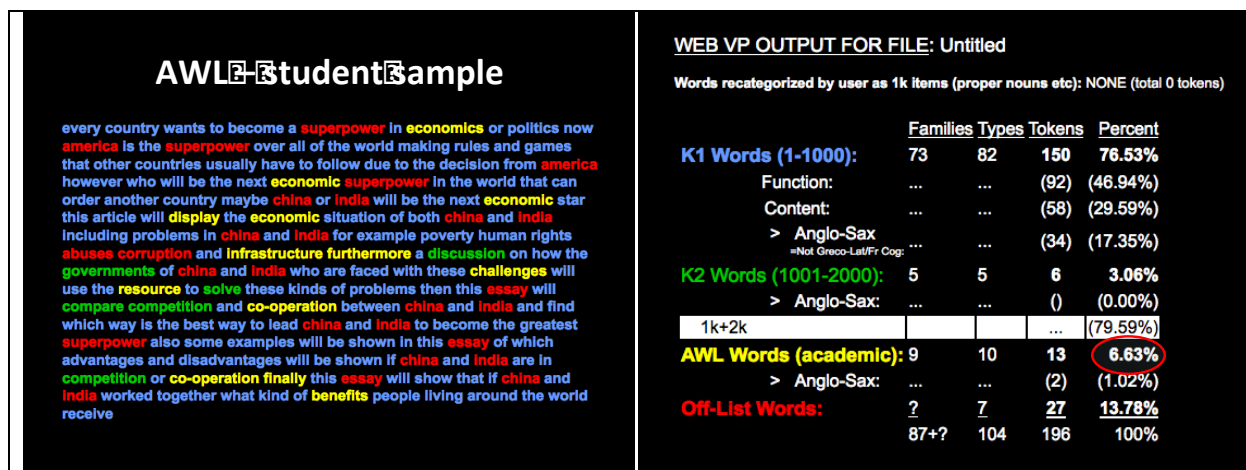 AWL – student sample
every country wants to become a superpower in economics or politics now
america is the superpower over all of the world making rules and games
that other countries usually have to follow due to the decision from america
however who will be the next economic superpower in the world that can
order another country maybe china or india will be the next economic star
this article will display the economic situation of both china and india
including problems in china and india for example poverty human rights
abuses corruption and infrastructure furthermore a discussion on how the
governments of china and india who are faced with these challenges will
use the resource to solve these kinds of problems then this essay will
compare competition and co-operation between china and india and find
which way is the best way to lead china and india to become the greatest
superpower also some examples will be shown in this essay of which
advantages and disadvantages will be shown if china and india are in
competition or co-operation finally this essay will show that if china and
india worked together what kind of benefits people living around the world
receive
WEB VP OUTPUT FOR FILE: Untitled
Words recategorized by user as 1k items (proper nouns etc): NONE (total 0 tokens)
Families Types Tokens Percent
K1 Words (1-1000): 73 82 150 76.53%
Function: ... ... (92) (46.94%)
Content: ... ... (58) (29.59%)
> Anglo-Sax ... ... (34) (17.35%)
=Not Greco-Lat/Fr Cog:
K2 Words (1001-2000): 5 5 6 3.06%
> Anglo-Sax: ... ... () (0.00%)
1k+2k ... (79.59%)
AWL Words (academic): 9 10 13 6.63%
> Anglo-Sax: ... ... (2) (1.02%)
Off-List Words: ? 7 27 13.78%
87+? 104 196 100%